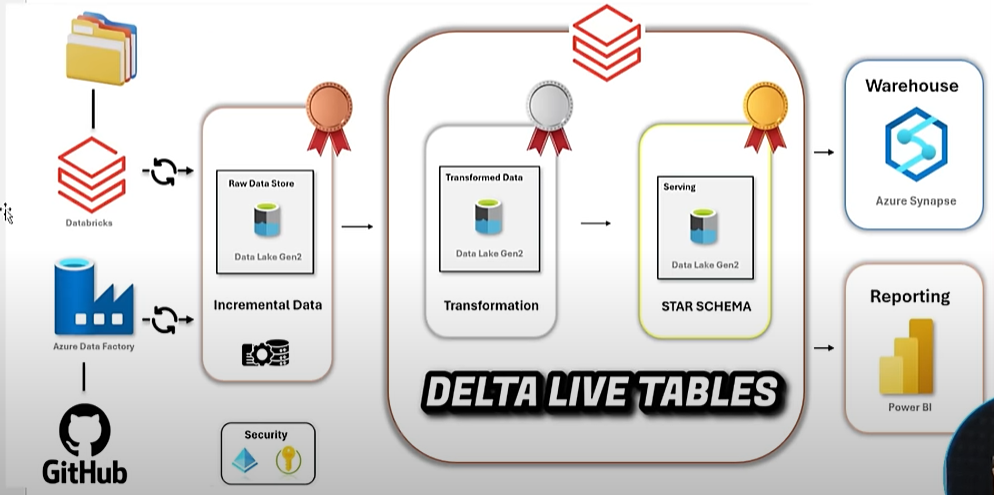 Databricks
Azure Data Factory
GitHub
Raw Data Store
Data Lake Gen2
Incremental Data
Security
Transformed Data
Data Lake Gen2
Transformation
Serving
Data Lake Gen2
STAR SCHEMA
DELTA LIVE TABLES
Warehouse
Azure Synapse
Reporting
Power BI